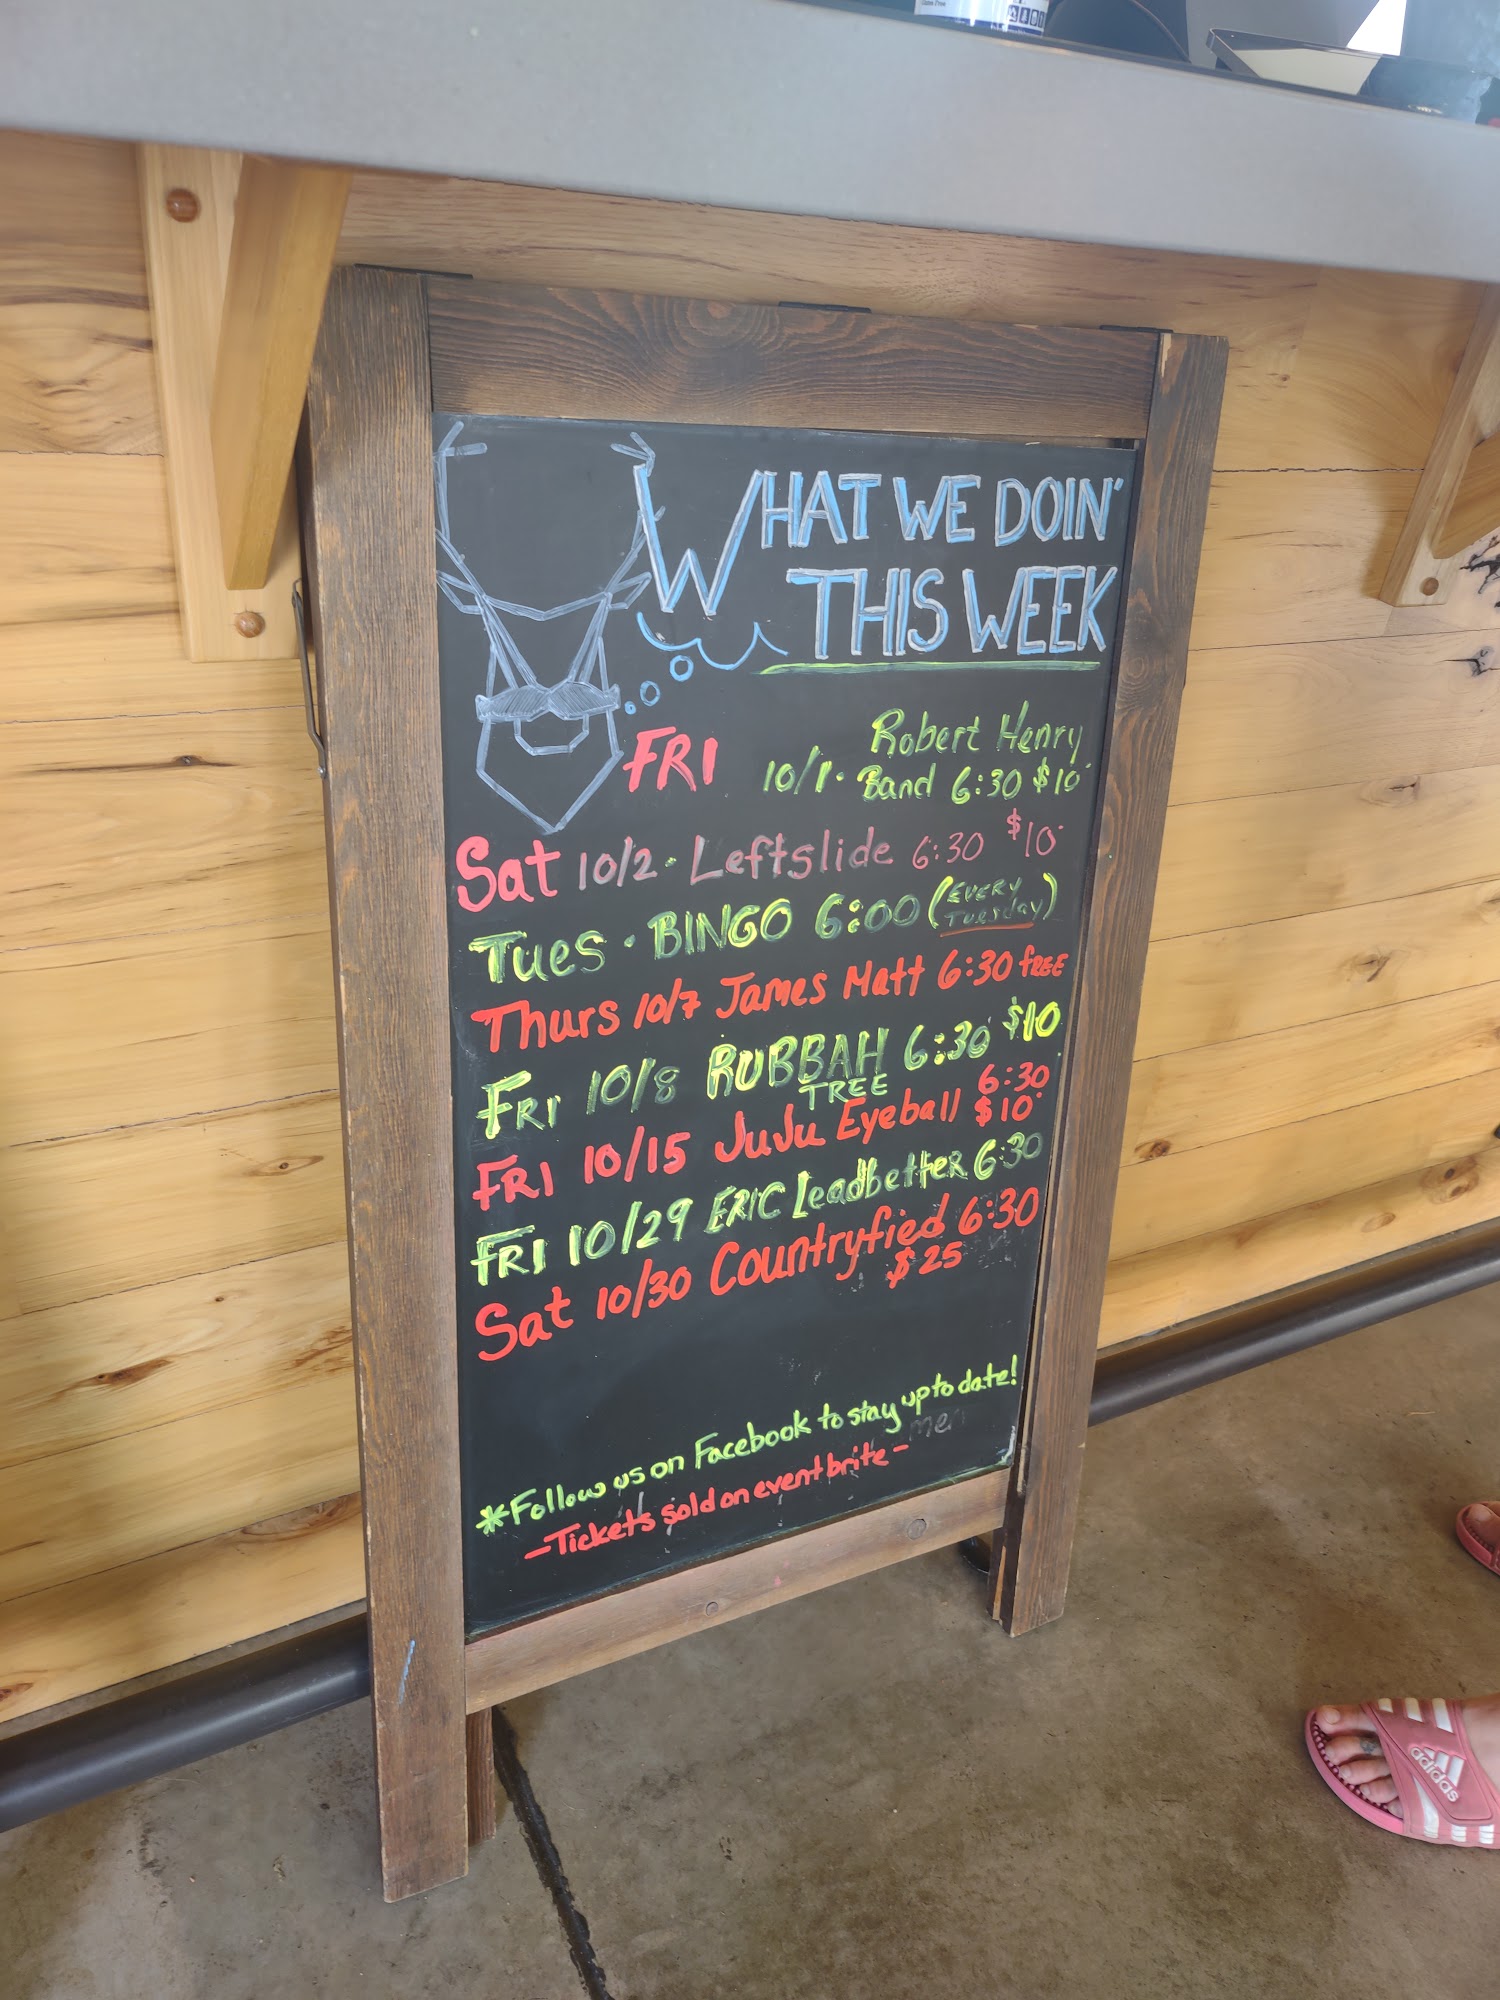 WHAT WE DOIN'
THIS WEEK
FRI 10/1 · Robert Henry
Band 6:30 $10
Sat 10/2 · Leftslide 6:30 $10
Tues · BINGO 6:00 (EVERY
Tuesday)
Thurs 10/7 James Matt 6:30 free
FRI 10/8 RUBBAH 6:30 $10
TREE
FRI 10/15 JuJu Eyeball 6:30
$10
FRI 10/29 ERIC Leadbetter 6:30
Sat 10/30 Countryfied 6:30
$25
*Follow us on Facebook to stay up to date!
-Tickets sold on eventbrite-
adidas